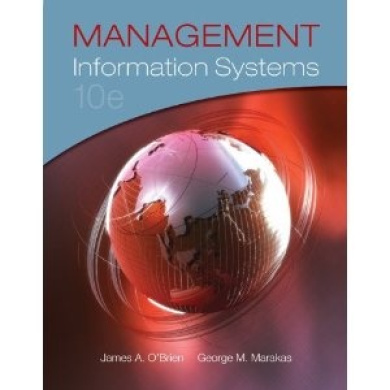 MANAGEMENT
Information Systems
10e
James A. O'Brien George M. Marakas